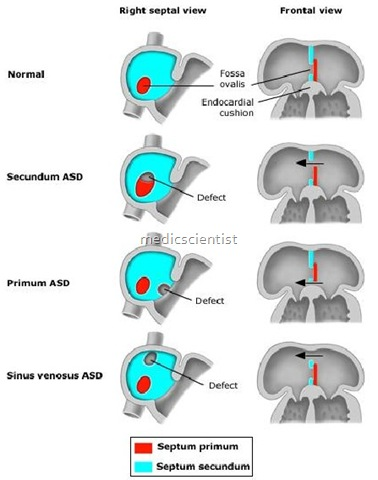 Right septal view
Frontal view
Normal
Fossa
ovalis
Endocardial
cushion
Secundum ASD
Defect
medicscientist
Primum ASD
Defect
Sinus venosus ASD
Defect
Septum primum
Septum secundum